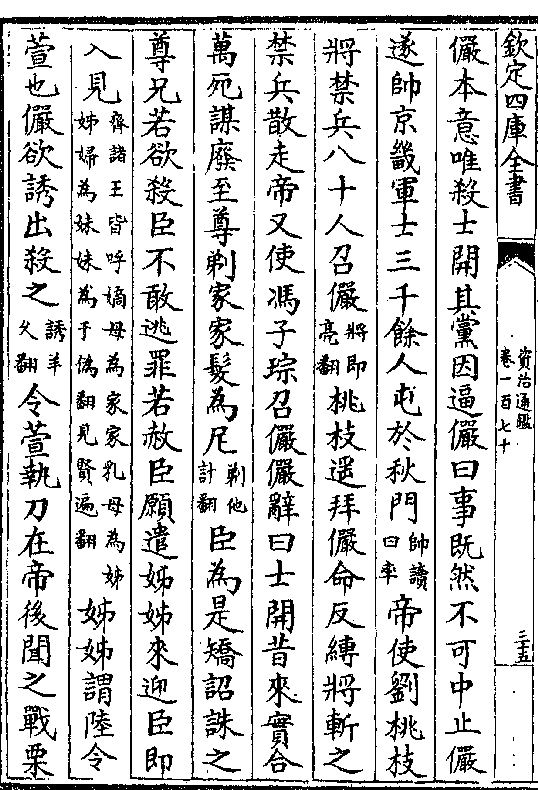 欽定四庫全書
資治通鑑
卷一百七十
三五
儼本意唯殺士開其黨因逼儼曰事既然不可中止儼
遂帥京畿軍士三千餘人屯於秋門帥讀曰率帝使劉桃枝
將禁兵八十人召儼將即亮翻桃枝遥拜儼命反縛將斬之
禁兵散走帝又使馮子琮召儼儼辭曰士開昔來實合
萬死謀廢至尊剃家家髮為尼剃他計翻臣為是矯詔誅之
尊兄若欲殺臣不敢逃罪若赦臣願遣姊姊來迎臣即
入見齊諸王皆呼嫡母為家家乳母為姊姊婦為妹妹為于偽翻見賢遍翻姊姊謂陸令
萱也儼欲誘出殺之誘羊久翻令萱執刀在帝後聞之戰栗